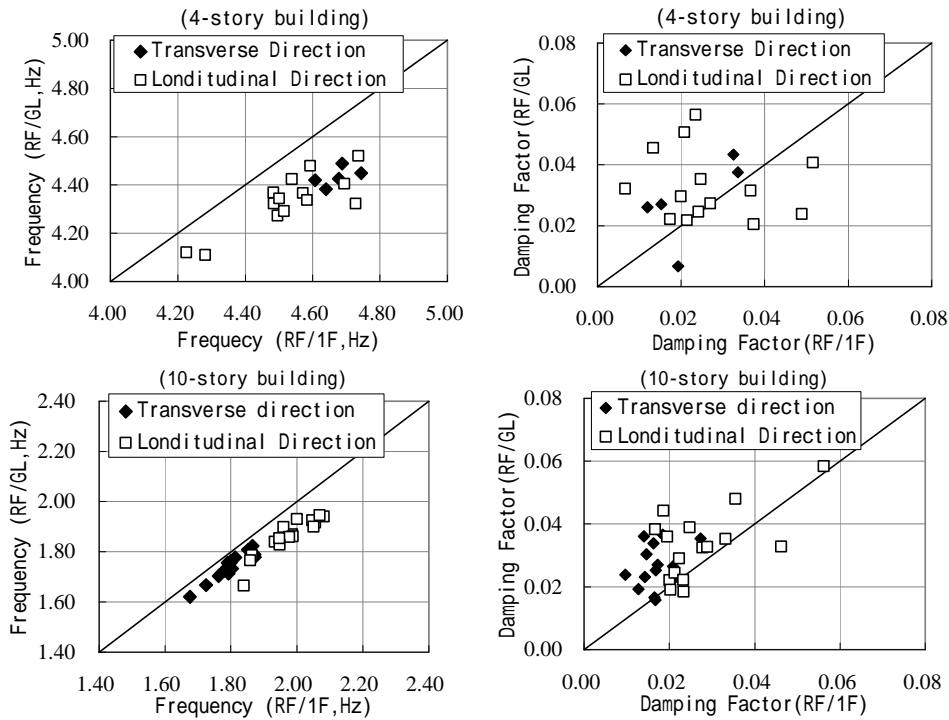 (4-story building)
5.00
4.80
4.60
4.40
4.20
4.00
Frequency (RF/GL,Hz)
◆ Transverse Direction
□ Londitudinal Direction
4.00 4.20 4.40 4.60 4.80 5.00
Frequecy (RF/1F,Hz)
(4-story building)
0.08
0.06
0.04
0.02
0.00
Damping Factor(RF/GL)
◆ Transverse Direction
□ Londitudinal Direction
0.00 0.02 0.04 0.06 0.08
Damping Factor(RF/1F)
(10-story building)
2.40
2.20
2.00
1.80
1.60
1.40
Frequency (RF/GL,Hz)
◆ Transverse direction
□ Londitudinal Direction
1.40 1.60 1.80 2.00 2.20 2.40
Frequency (RF/1F,Hz)
(10-story building)
0.08
0.06
0.04
0.02
0.00
Damping Factor(RF/GL)
◆ Transverse direction
□ Londitudinal Direction
0.00 0.02 0.04 0.06 0.08
Damping Factor(RF/1F)